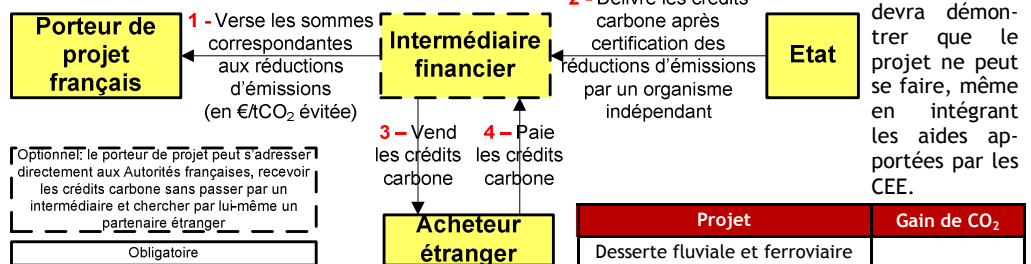 Porteur de
projet
français
1 - Verse les sommes
correspondantes
aux réductions
d'émissions
(en €/tCO₂ évitée)
Intermédiaire
financier
2 - Délivre les crédits
carbone après
certification des
réductions d'émissions
par un organisme
indépendant
Etat
3 – Vend
les crédits
carbone
4 – Paie
les crédits
carbone
Acheteur
étranger
Optionnel: le porteur de projet peut s'adresser
directement aux Autorités françaises, recevoir
les crédits carbone sans passer par un
intermédiaire et chercher par lui-même un
partenaire étranger
Obligatoire
devra démon-
trer que le
projet ne peut
se faire, même
en intégrant
les aides ap-
portées par les
CEE.
Projet Gain de CO₂
Desserte fluviale et ferroviaire